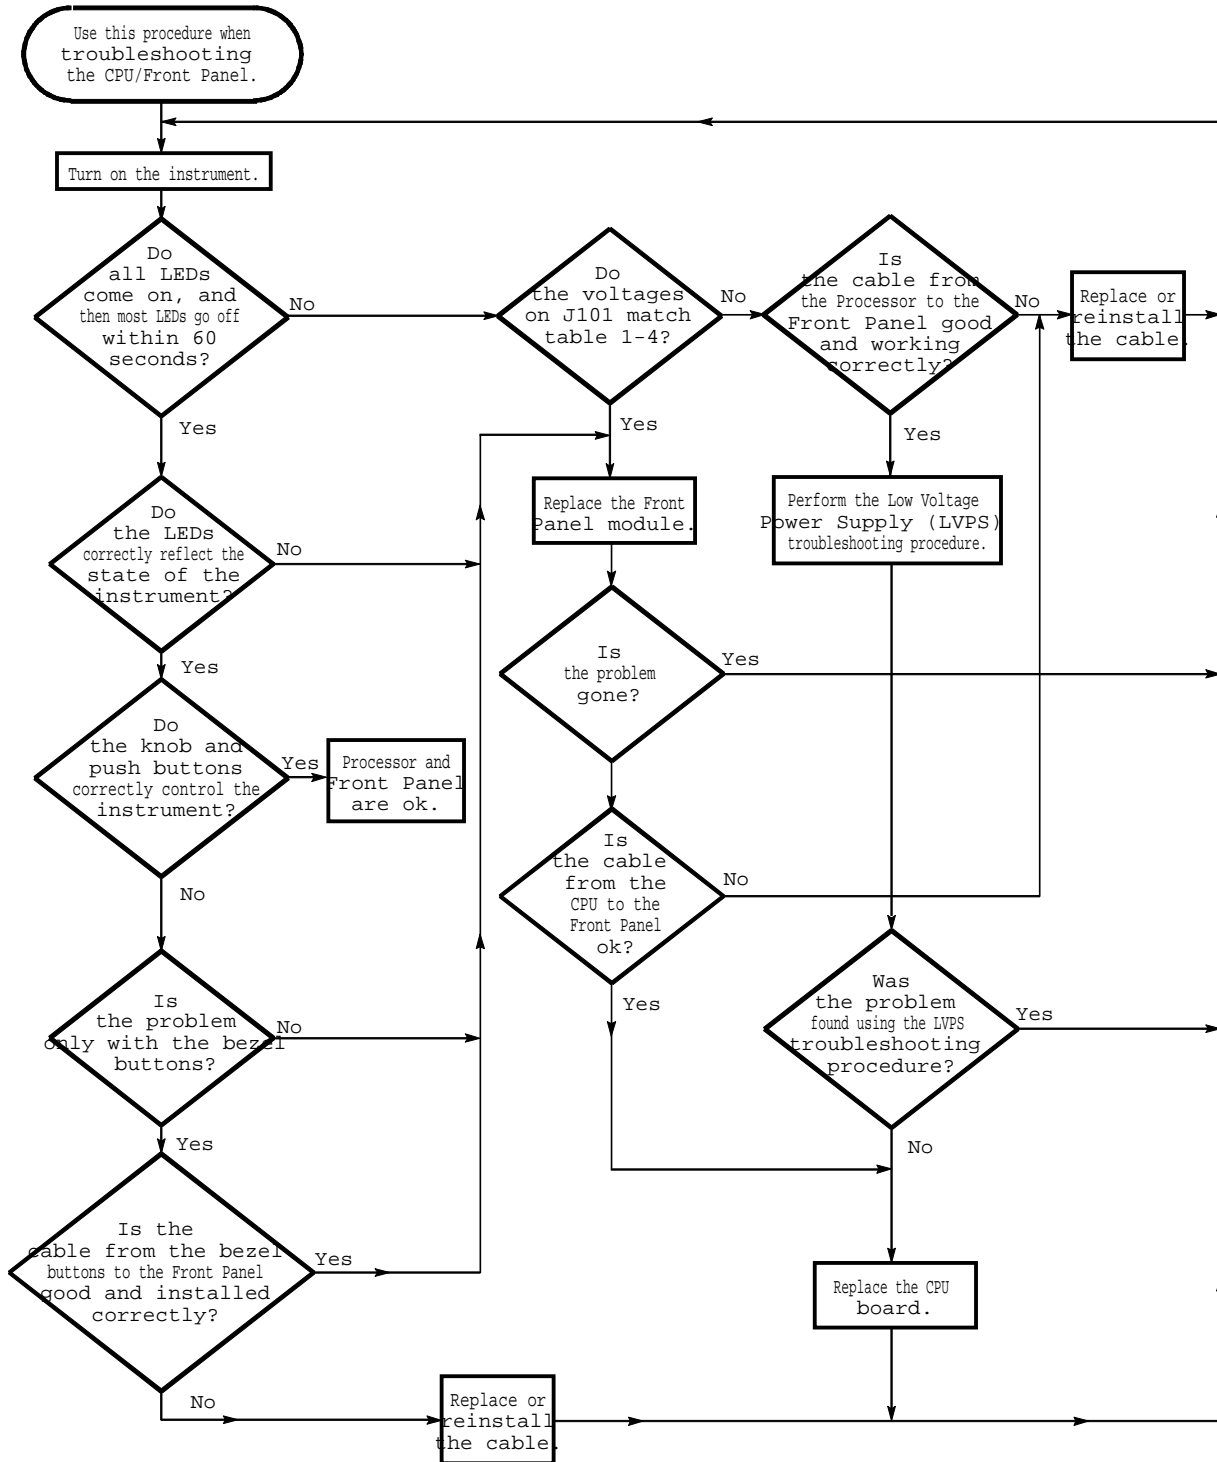 Use this procedure when
troubleshooting
the CPU/Front Panel.
Turn on the instrument.
Do
all LEDs
come on, and
then most LEDs go off
within 60
seconds?
No
Yes
Do
the voltages
on J101 match
table 1-4?
No
Yes
Is
the cable from
the Processor to the
Front Panel good
and working
correctly?
No
Yes
Replace or
reinstall
the cable.
Do
the LEDs
correctly reflect the
state of the
instrument?
No
Yes
Replace the Front
Panel module.
Perform the Low Voltage
Power Supply (LVPS)
troubleshooting procedure.
Is
the problem
gone?
Yes
Do
the knob and
push buttons
correctly control the
instrument?
Yes
No
Processor and
Front Panel
are ok.
Is
the cable
from the
CPU to the
Front Panel
ok?
No
Yes
Is
the problem
only with the bezel
buttons?
No
Yes
Was
the problem
found using the LVPS
troubleshooting
procedure?
Yes
No
Is the
cable from the bezel
buttons to the Front Panel
good and installed
correctly?
Yes
No
Replace the CPU
board.
Replace or
reinstall
the cable.